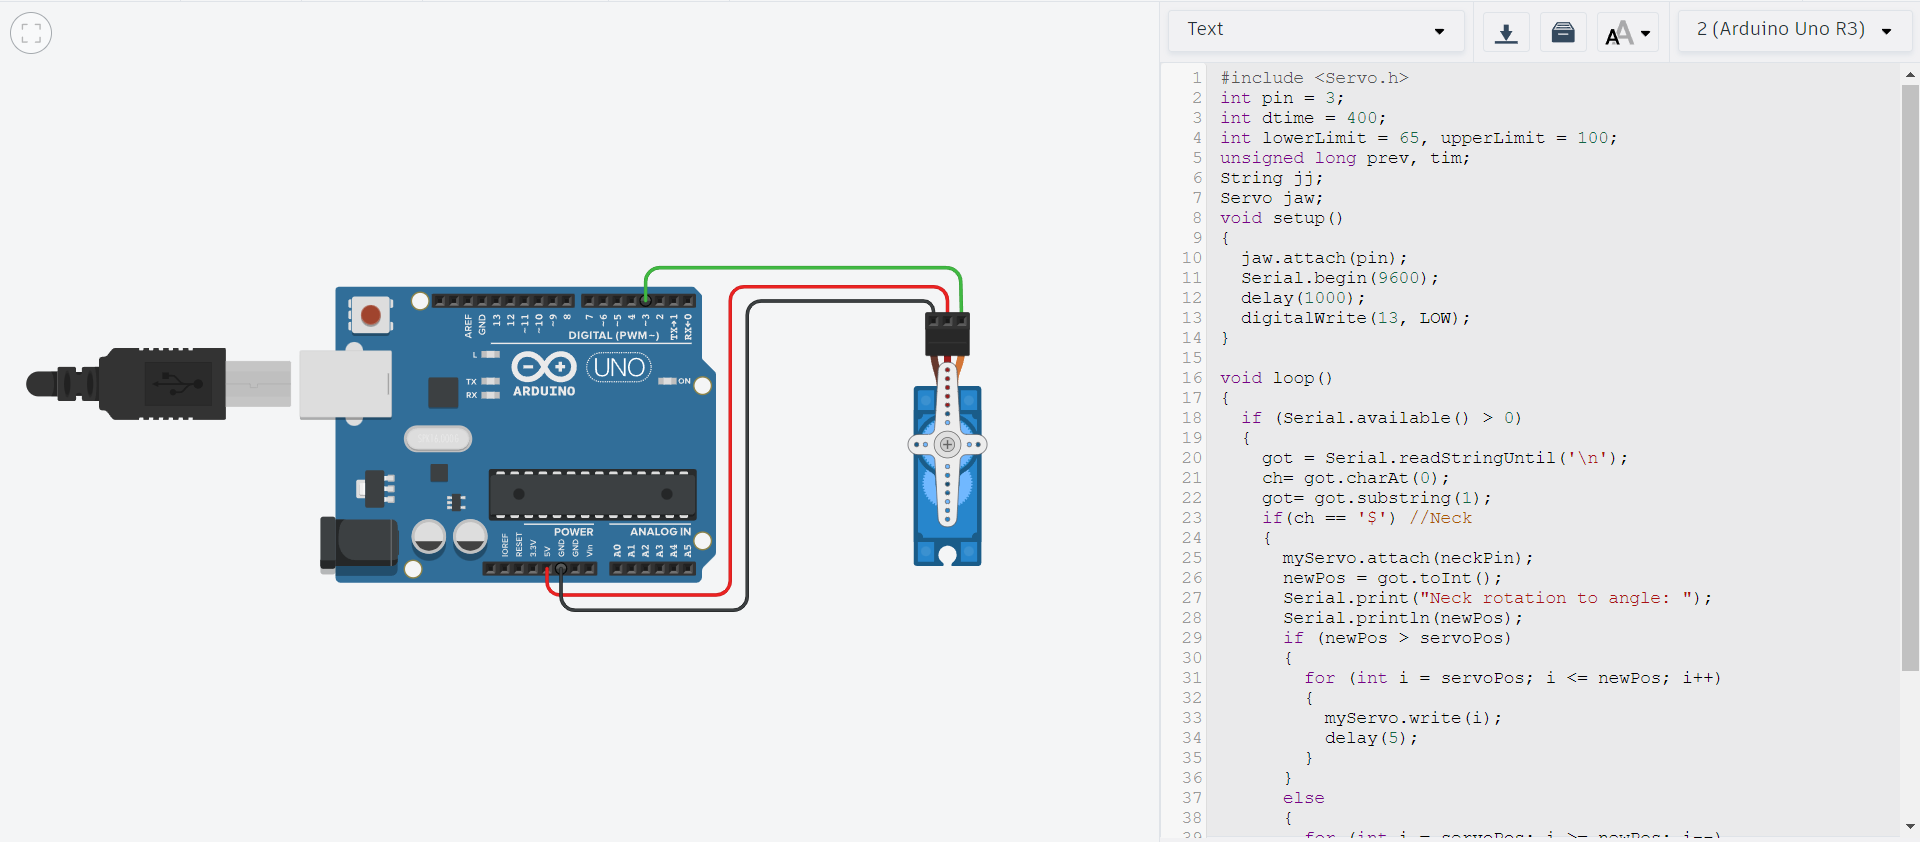 Text
2 (Arduino Uno R3)
1 #include <Servo.h>
2 int pin = 3;
3 int dtime = 400;
4 int lowerLimit = 65, upperLimit = 100;
5 unsigned long prev, tim;
6 String jj;
7 Servo jaw;
8 void setup()
9 {
10 jaw.attach(pin);
11 Serial.begin(9600);
12 delay(1000);
13 digitalWrite(13, LOW);
14 }
15
16 void loop()
17 {
18 if (Serial.available() > 0)
19 {
20 got = Serial.readStringUntil('\n');
21 ch= got.charAt(0);
22 got= got.substring(1);
23 if(ch == '$') //Neck
24 {
25 myServo.attach(neckPin);
26 newPos = got.toInt();
27 Serial.print("Neck rotation to angle: ");
28 Serial.println(newPos);
29 if (newPos > servoPos)
30 {
31 for (int i = servoPos; i <= newPos; i++)
32 {
33 myServo.write(i);
34 delay(5);
35 }
36 }
37 else
38 {
39 for (int i = servoPos; i >= newPos; i--)
AREF
GND
13
12
~11
~10
~9
8
7
~6
~5
4
~3
2
TX→1
RX←0
DIGITAL (PWM~)
L
TX
RX
ARDUINO
UNO
ON
POWER
ANALOG IN
IOREF
RESET
3.3V
5V
GND
GND
Vin
A0
A1
A2
A3
A4
A5